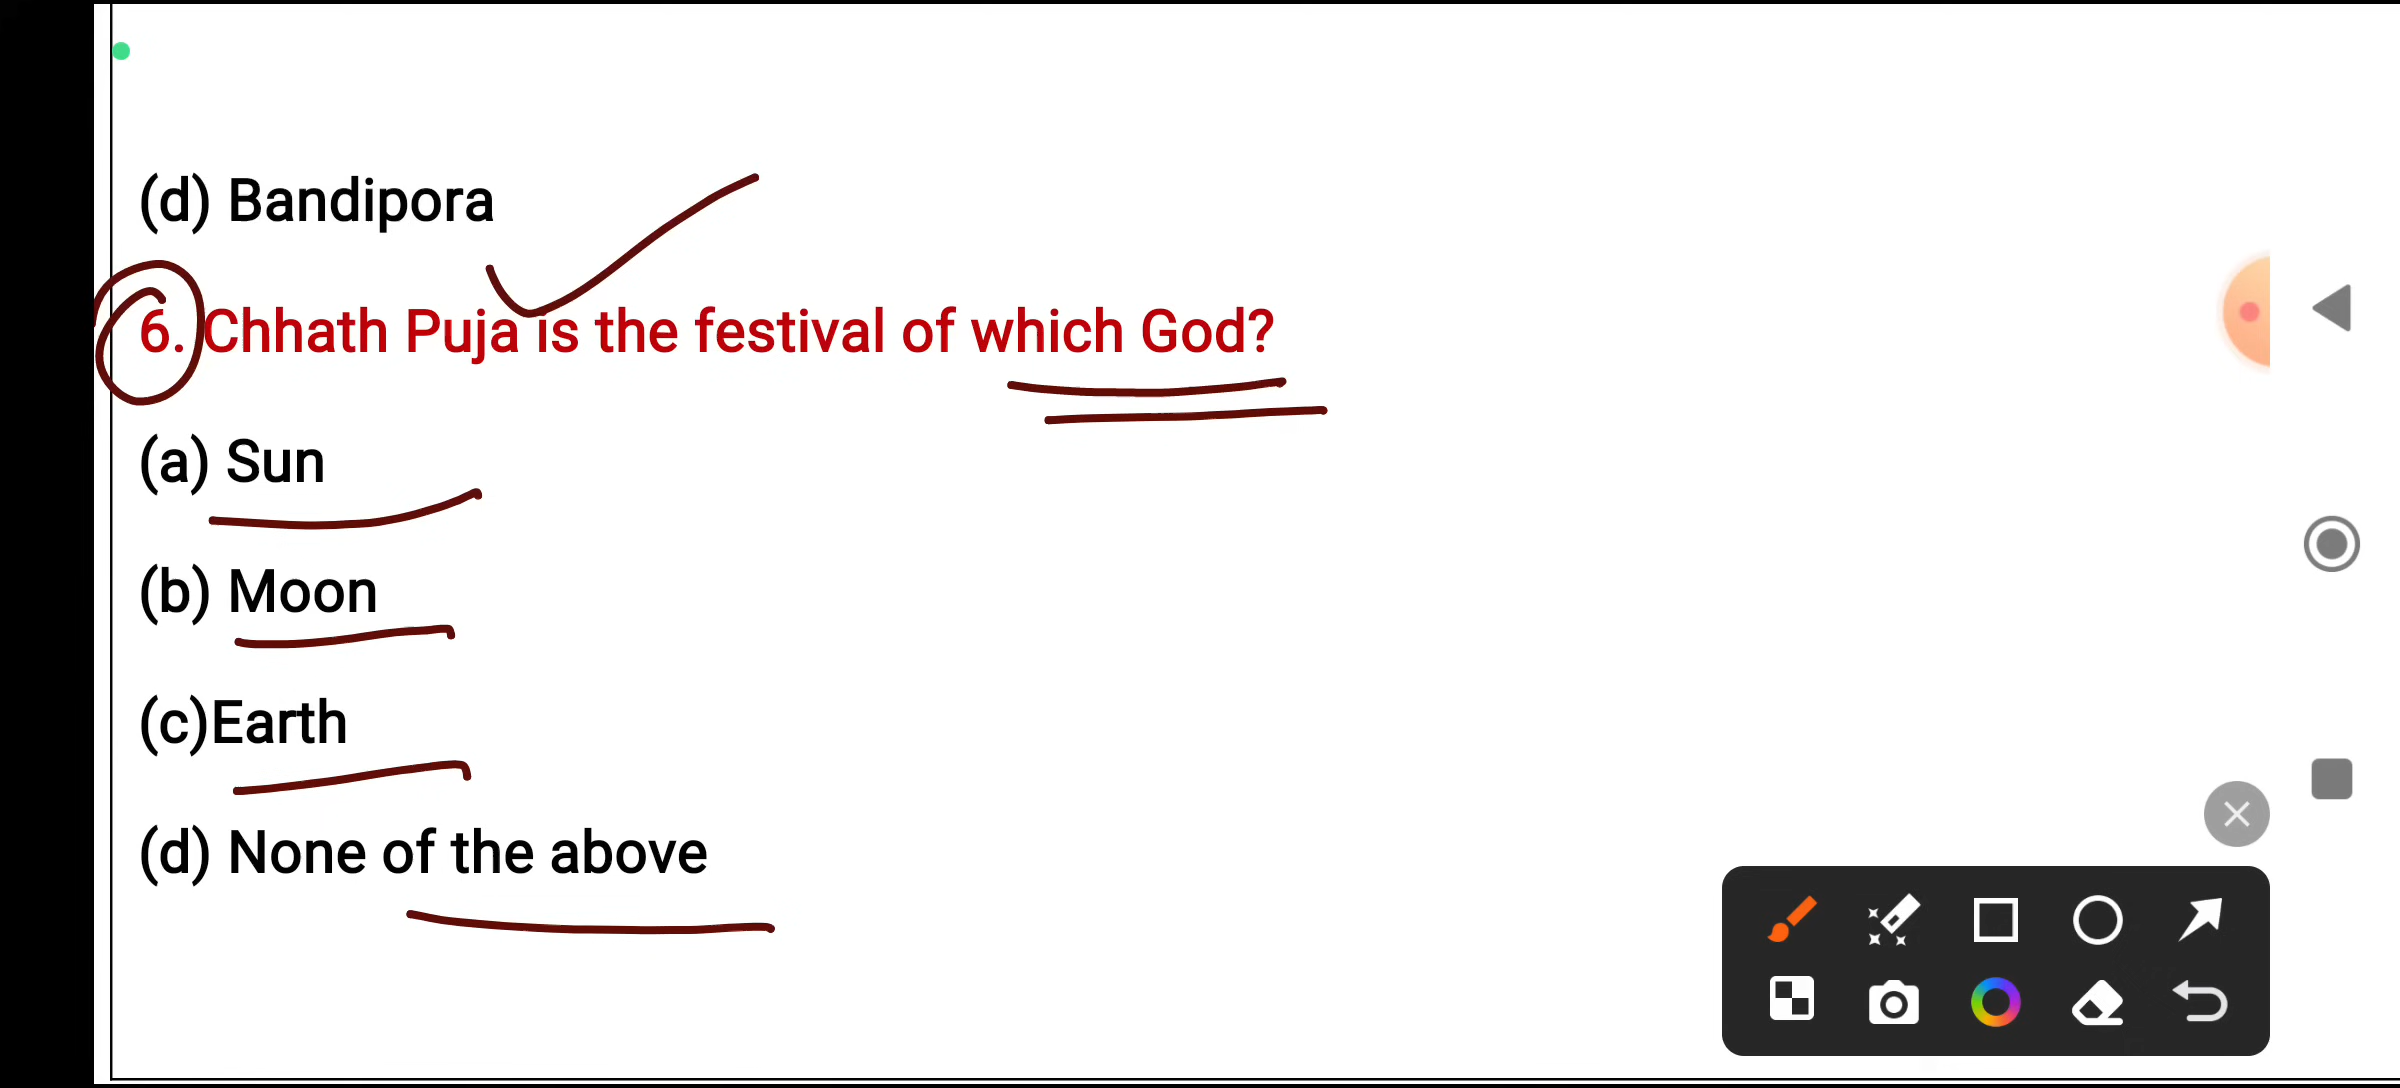 (d) Bandipora
6. Chhath Puja is the festival of which God?
(a) Sun
(b) Moon
(c)Earth
(d) None of the above